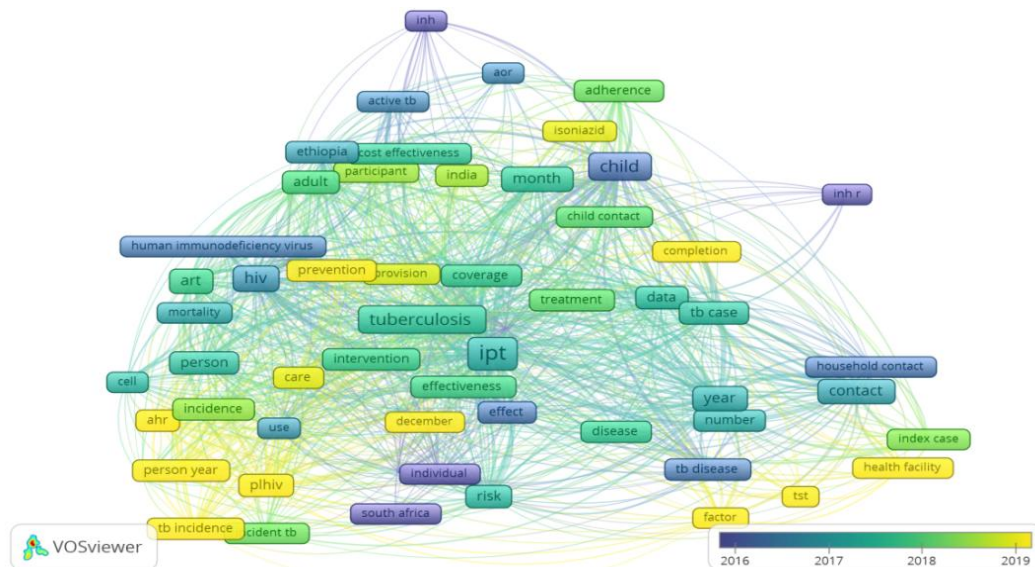 inh
aor
adherence
active tb
isoniazid
ethiopia
cost effectiveness
child
participant
india
month
adult
inh r
child contact
human immunodeficiency virus
completion
prevention
provision
coverage
hiv
art
treatment
data
mortality
tb case
tuberculosis
ipt
intervention
person
household contact
care
cell
effectiveness
contact
year
incidence
effect
ahr
use
december
number
disease
index case
person year
individual
tb disease
health facility
plhiv
risk
tst
south africa
factor
tb incidence
incident tb
VOSviewer
2016 2017 2018 2019